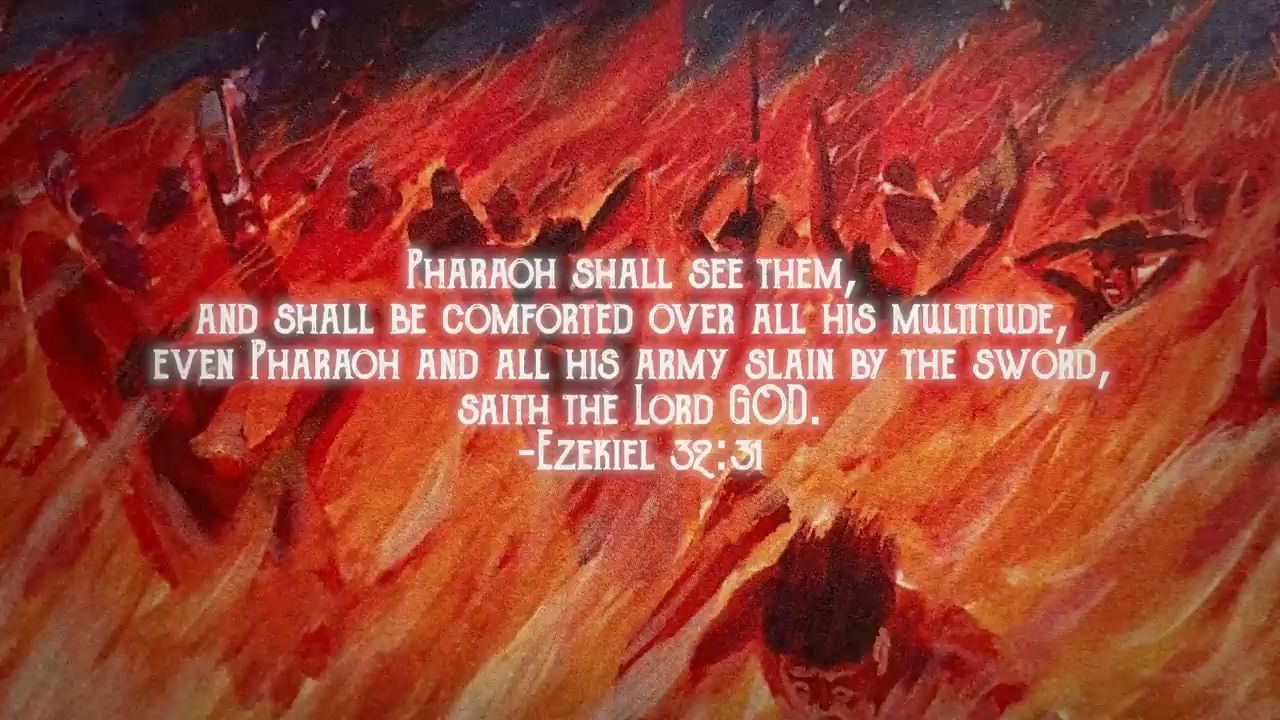 Pharaoh shall see them,
and shall be comforted over all his multitude,
even Pharaoh and all his army slain by the sword,
saith the Lord GOD.
-Ezekiel 32:31